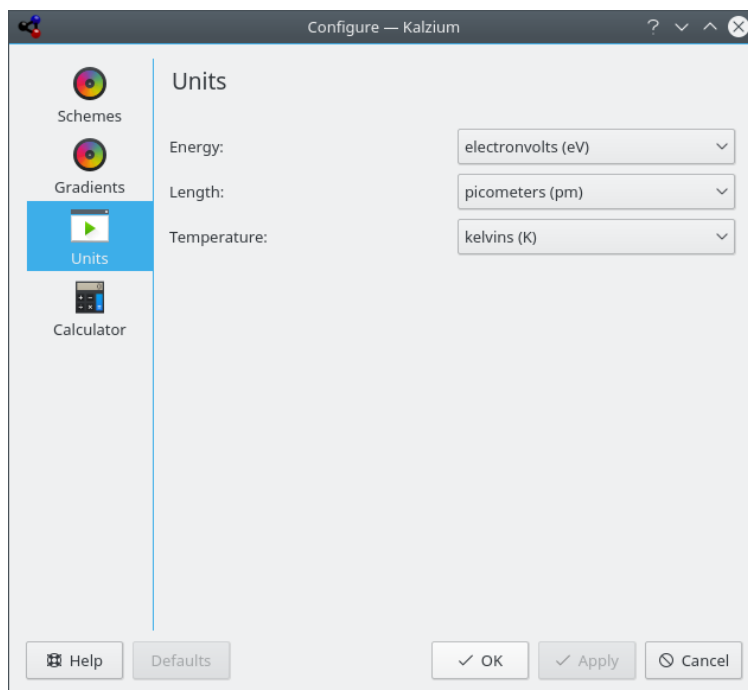 Configure — Kalzium
Schemes
Gradients
Units
Calculator
Units
Energy: electronvolts (eV)
Length: picometers (pm)
Temperature: kelvins (K)
Help Defaults OK Apply Cancel